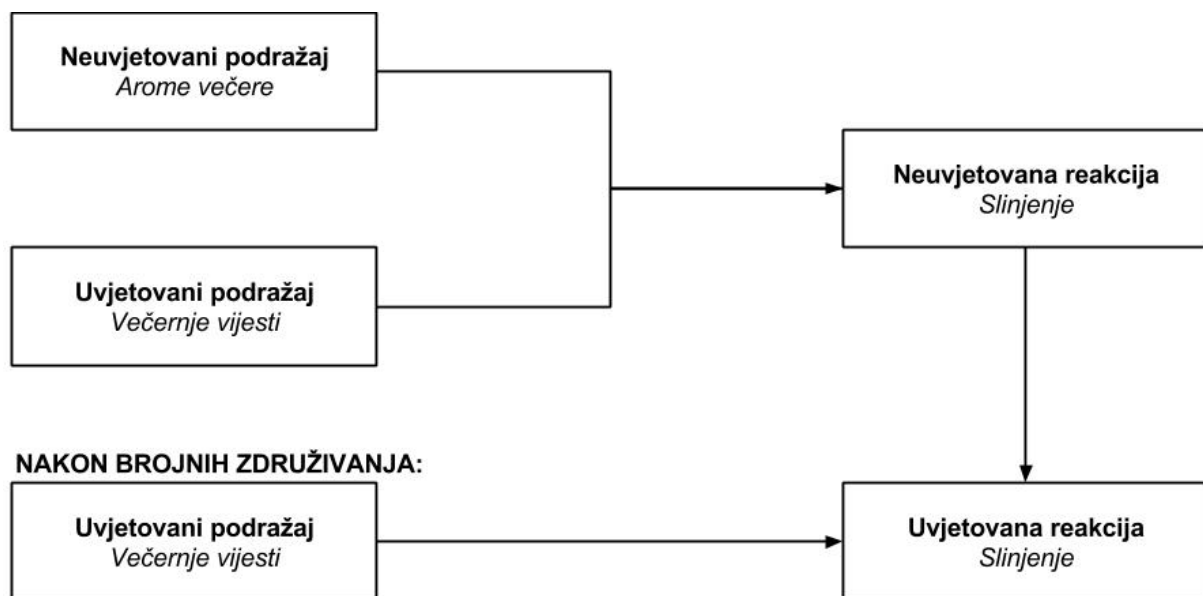 Neuvjetovani podražaj
Arome večere
Neuvjetovana reakcija
Slinjenje
Uvjetovani podražaj
Večernje vijesti
NAKON BROJNIH ZDRUŽIVANJA:
Uvjetovani podražaj
Večernje vijesti
Uvjetovana reakcija
Slinjenje